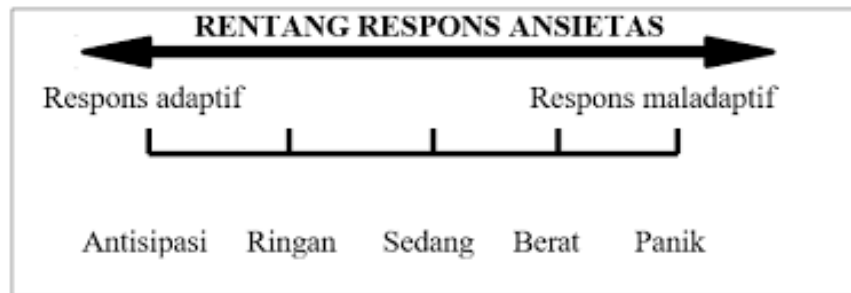 RENTANG RESPONS ANSIETAS
Respons adaptif Respons maladaptif
Antisipasi Ringan Sedang Berat Panik